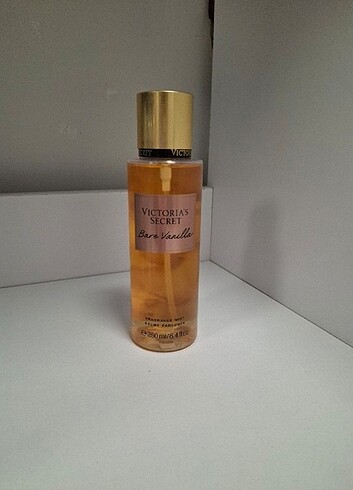 VICTORIA'S
SECRET
Bare Vanilla
FRAGRANCE MIST
BRUME PARFUMÉE
℮ 250 ml/8.4 fl oz